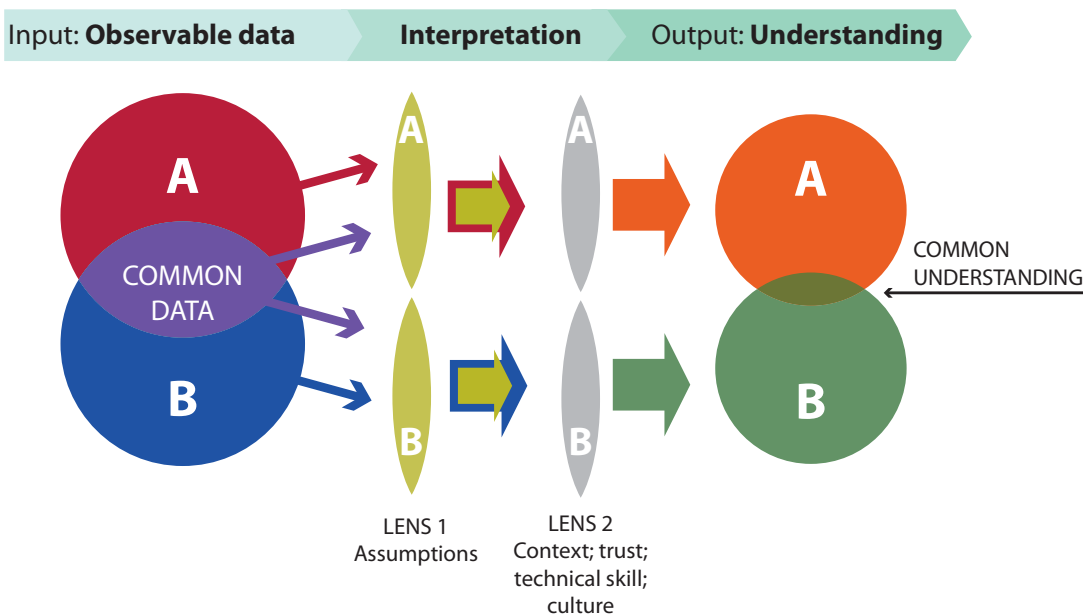 Input: Observable data
Interpretation
Output: Understanding
A
COMMON
DATA
B
A
B
A
B
A
B
COMMON
UNDERSTANDING
LENS 1
Assumptions
LENS 2
Context; trust;
technical skill;
culture